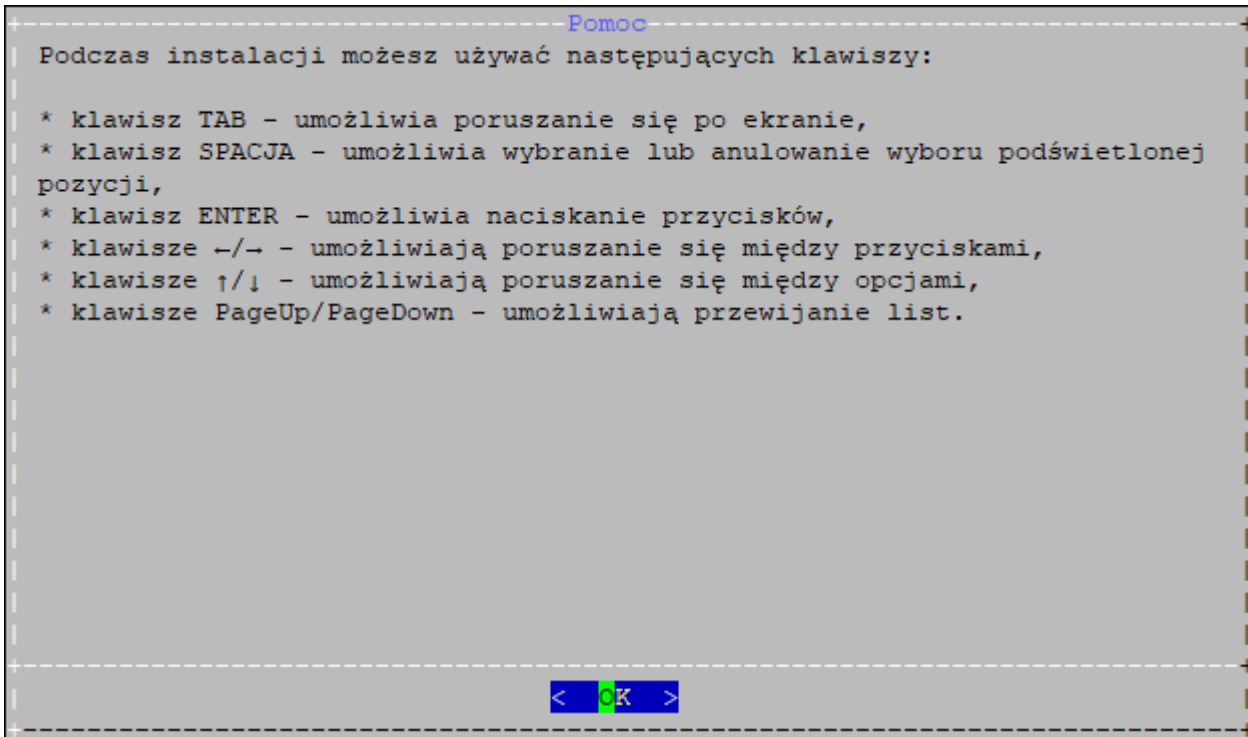 Pomoc
Podczas instalacji możesz używać następujących klawiszy:
* klawisz TAB - umożliwia poruszanie się po ekranie,
* klawisz SPACJA - umożliwia wybranie lub anulowanie wyboru podświetlonej
pozycji,
* klawisz ENTER - umożliwia naciskanie przycisków,
* klawisze ←/→ - umożliwiają poruszanie się między przyciskami,
* klawisze ↑/↓ - umożliwiają poruszanie się między opcjami,
* klawisze PageUp/PageDown - umożliwiają przewijanie list.
< OK >